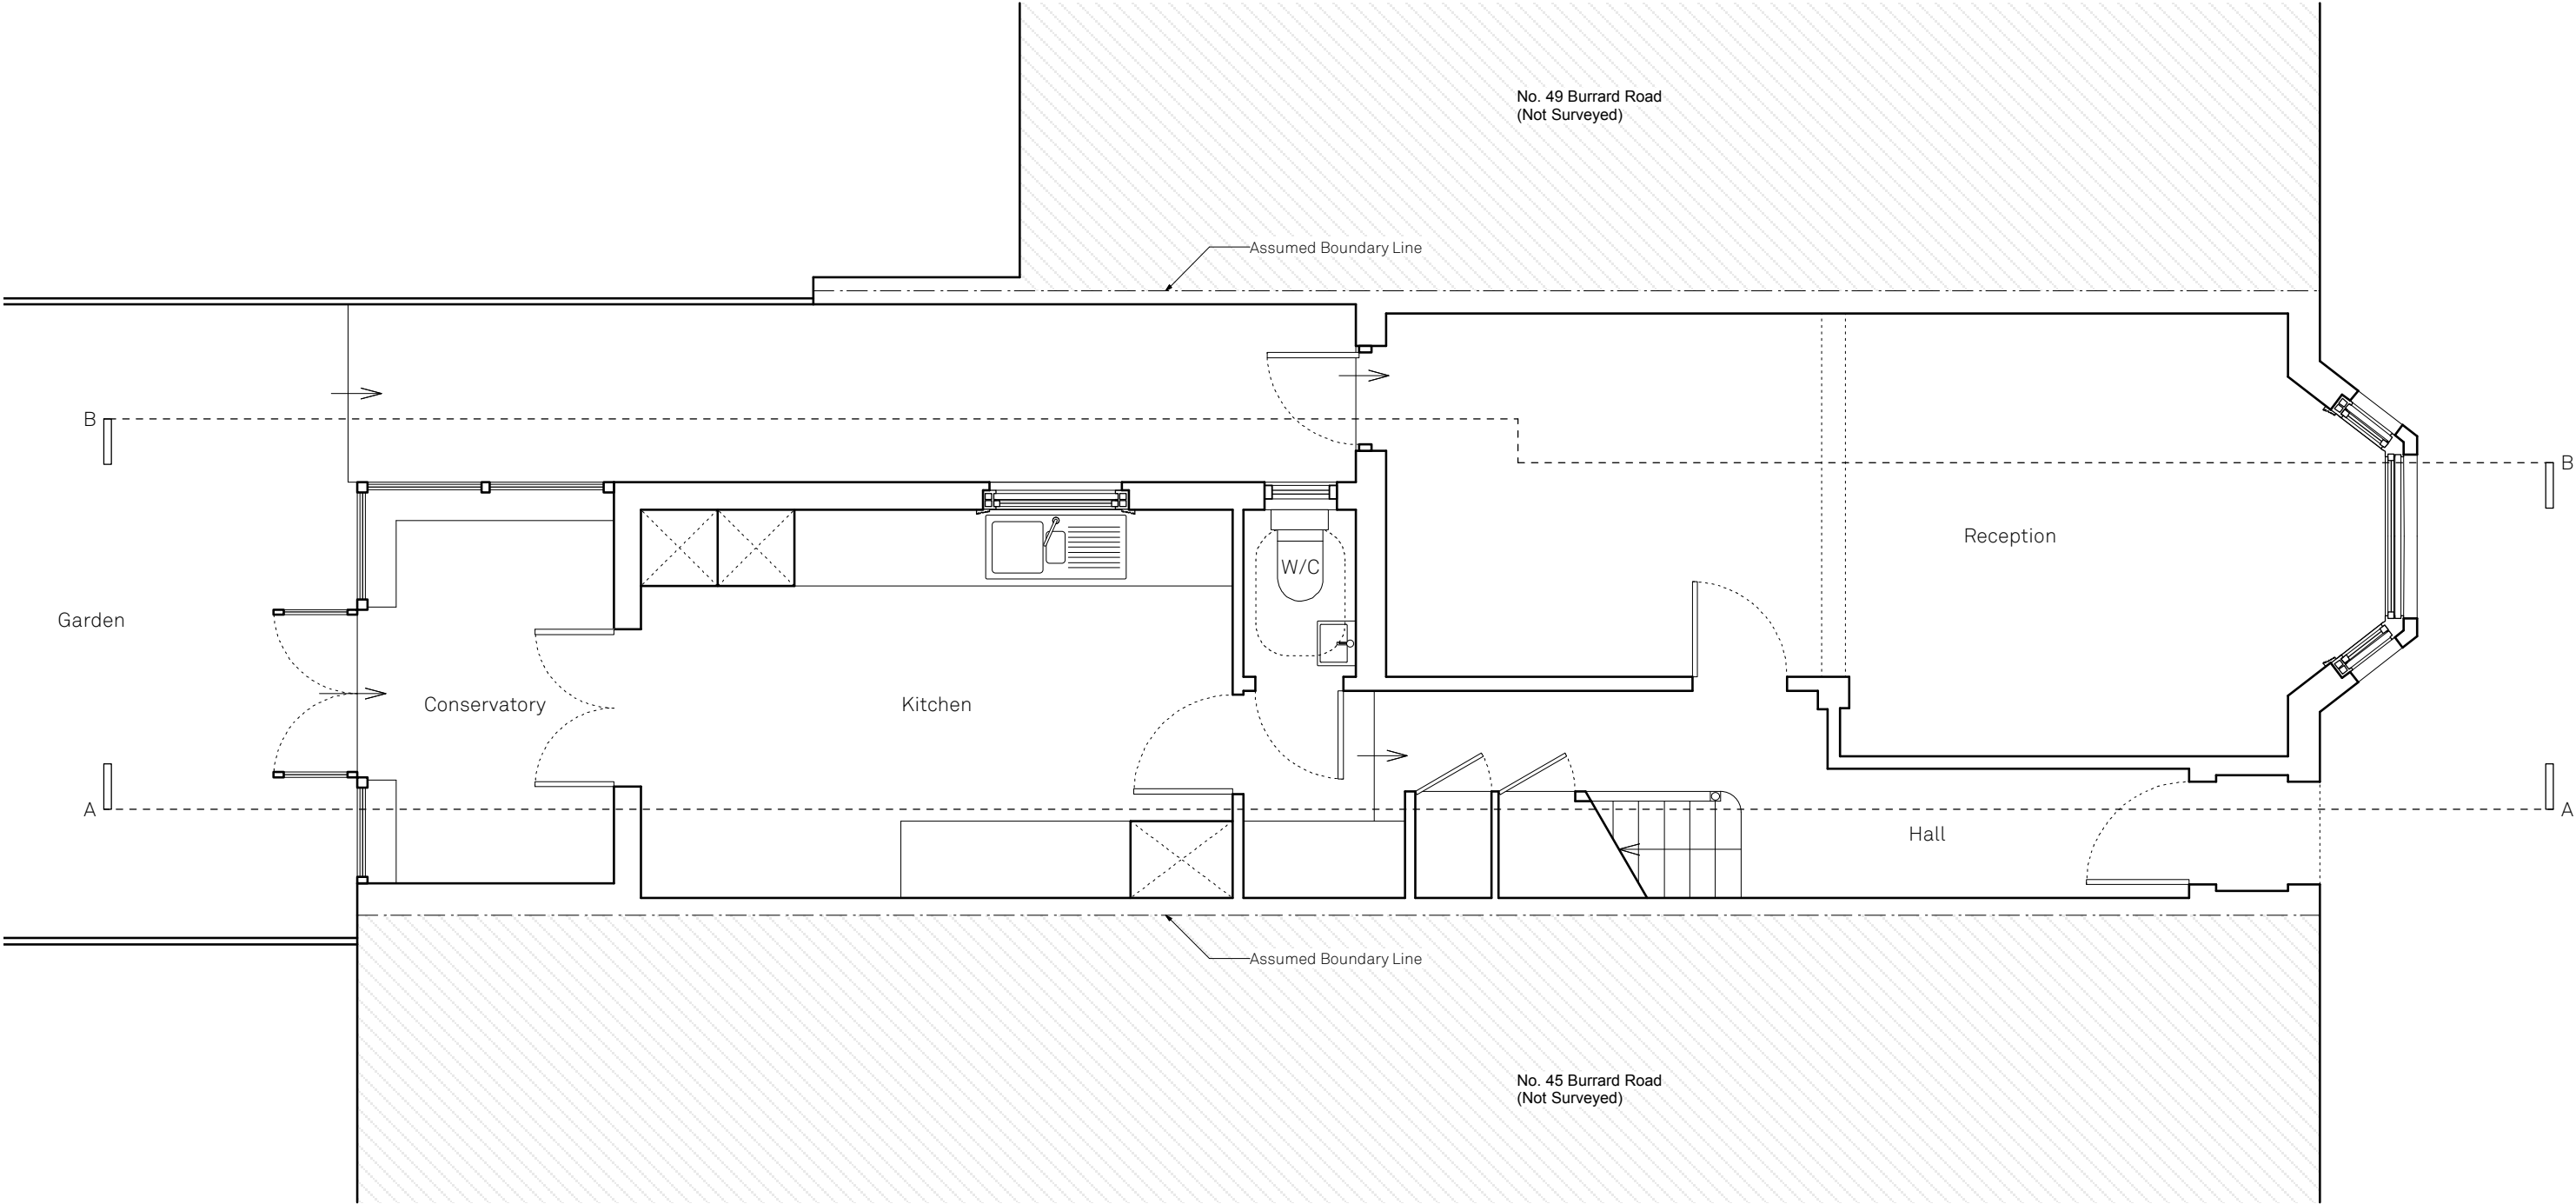 No. 49 Burrard Road
(Not Surveyed)
Assumed Boundary Line
B
B
Reception
W/C
Garden
Conservatory
Kitchen
A
A
Hall
Assumed Boundary Line
No. 45 Burrard Road
(Not Surveyed)